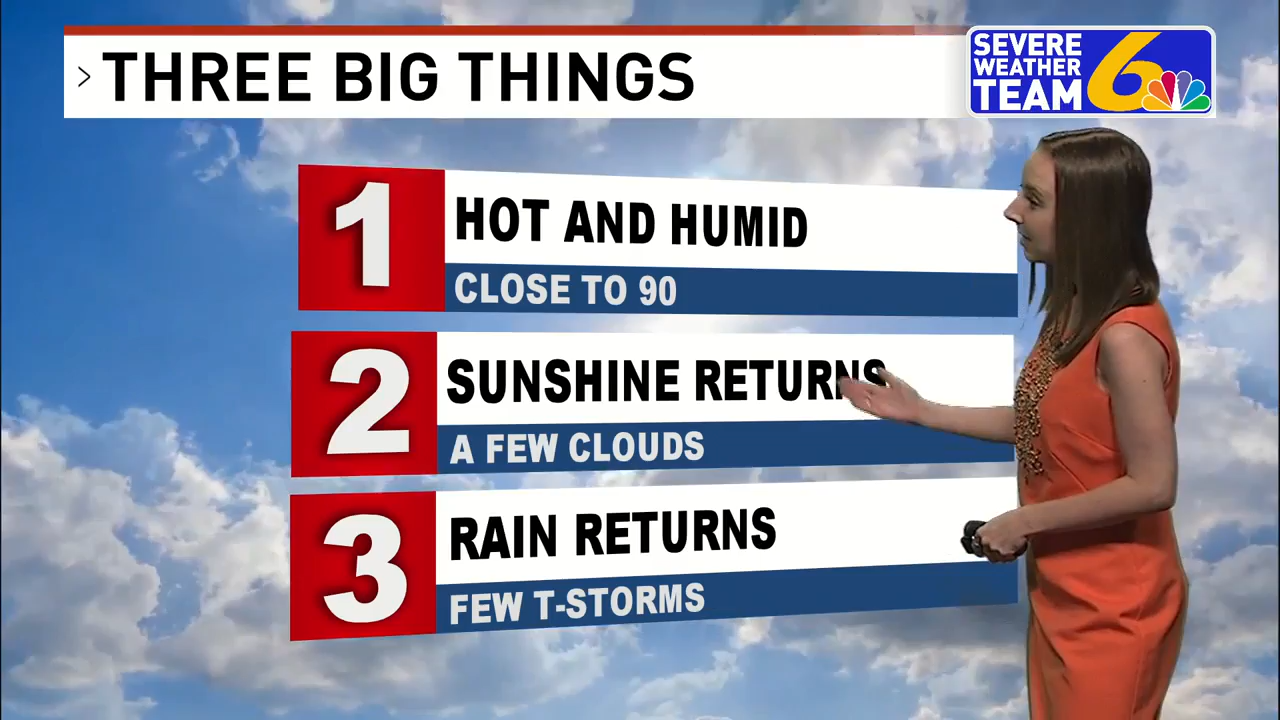 > THREE BIG THINGS
SEVERE
WEATHER
TEAM
6
1
HOT AND HUMID
CLOSE TO 90
2
SUNSHINE RETURNS
A FEW CLOUDS
3
RAIN RETURNS
FEW T-STORMS